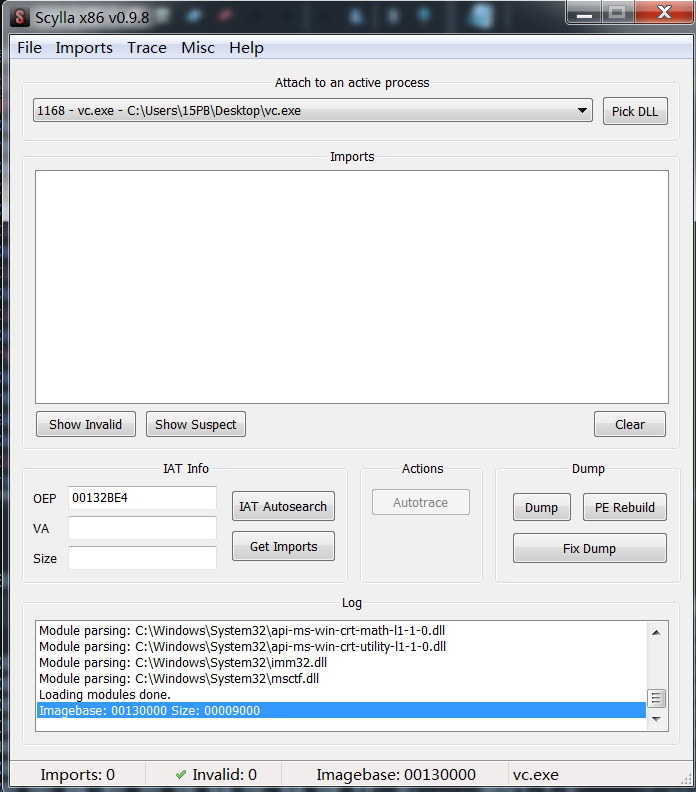 Scylla x86 v0.9.8
File Imports Trace Misc Help
Attach to an active process
1168 - vc.exe - C:\Users\15PB\Desktop\vc.exe
Pick DLL
Imports
Show Invalid Show Suspect Clear
IAT Info
OEP 00132BE4
VA
Size
IAT Autosearch
Get Imports
Actions
Autotrace
Dump
Dump PE Rebuild
Fix Dump
Log
Module parsing: C:\Windows\System32\api-ms-win-crt-math-l1-1-0.dll
Module parsing: C:\Windows\System32\api-ms-win-crt-utility-l1-1-0.dll
Module parsing: C:\Windows\System32\imm32.dll
Module parsing: C:\Windows\System32\msctf.dll
Loading modules done.
Imagebase: 00130000 Size: 00009000
Imports: 0 Invalid: 0 Imagebase: 00130000 vc.exe